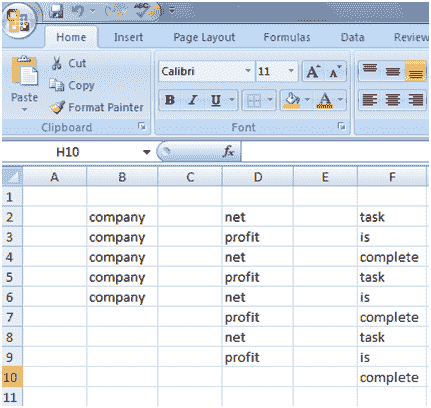 Home Insert Page Layout Formulas Data Review
Cut
Copy
Paste
Format Painter
Calibri 11 A A
B I U A
Clipboard Font
H10 fx
A B C D E F
1
2 company net task
3 company profit is
4 company net complete
5 company profit task
6 company net is
7 profit complete
8 net task
9 profit is
10 complete
11